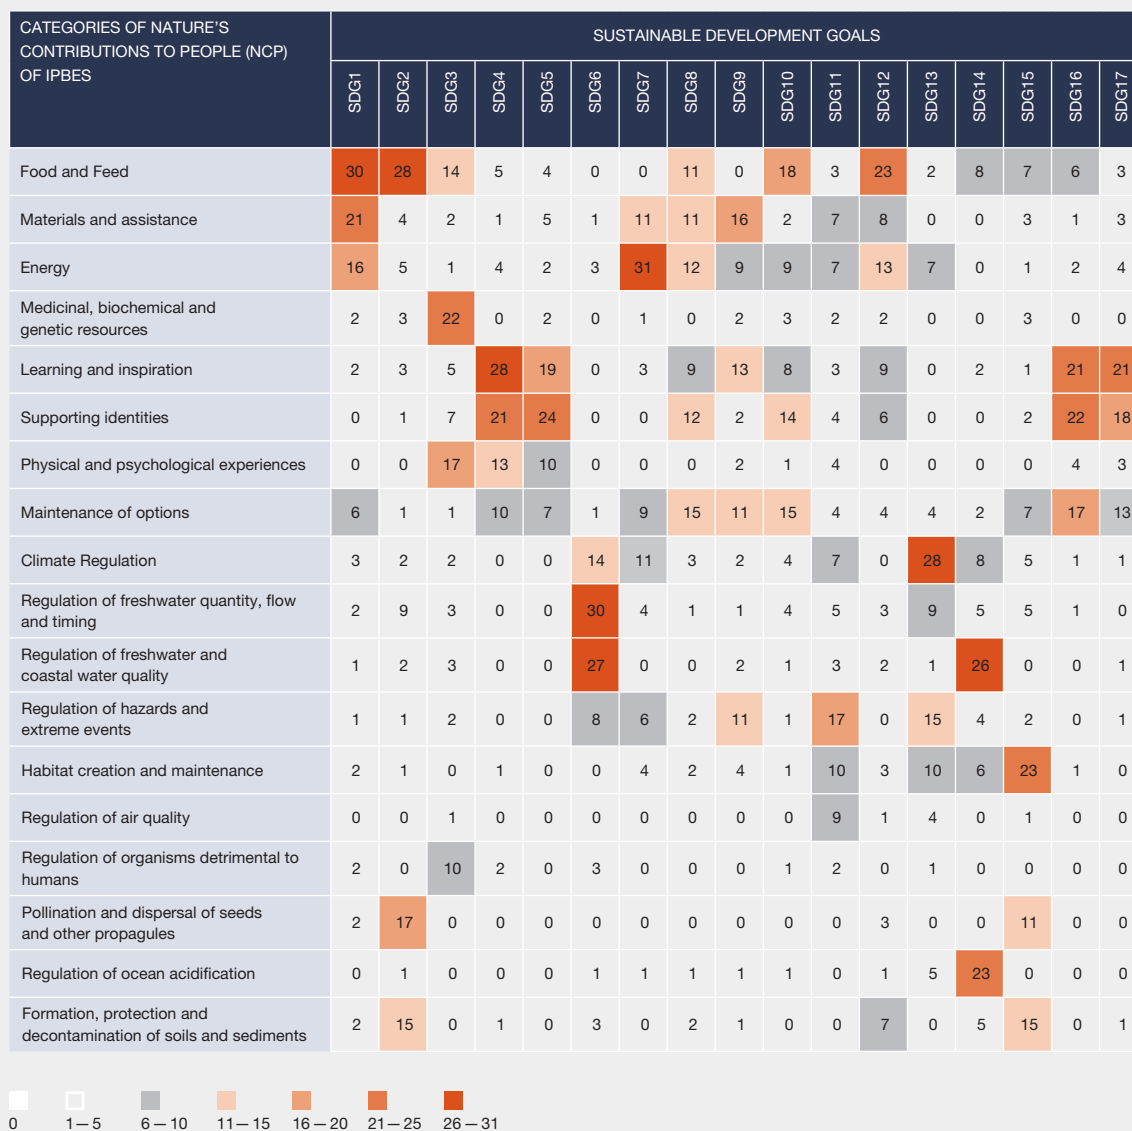 CATEGORIES OF NATURE'S
CONTRIBUTIONS TO PEOPLE (NCP)
OF IPBES
SUSTAINABLE DEVELOPMENT GOALS
SDG1 SDG2 SDG3 SDG4 SDG5 SDG6 SDG7 SDG8 SDG9 SDG10 SDG11 SDG12 SDG13 SDG14 SDG15 SDG16 SDG17
Food and Feed 30 28 14 5 4 0 0 11 0 18 3 23 2 8 7 6 3
Materials and assistance 21 4 2 1 5 1 11 11 16 2 7 8 0 0 3 1 3
Energy 16 5 1 4 2 3 31 12 9 9 7 13 7 0 1 2 4
Medicinal, biochemical and
genetic resources 2 3 22 0 2 0 1 0 2 3 2 2 0 0 3 0 0
Learning and inspiration 2 3 5 28 19 0 3 9 13 8 3 9 0 2 1 21 21
Supporting identities 0 1 7 21 24 0 0 12 2 14 4 6 0 0 2 22 18
Physical and psychological experiences 0 0 17 13 10 0 0 0 2 1 4 0 0 0 0 4 3
Maintenance of options 6 1 1 10 7 1 9 15 11 15 4 4 4 2 7 17 13
Climate Regulation 3 2 2 0 0 14 11 3 2 4 7 0 28 8 5 1 1
Regulation of freshwater quantity, flow
and timing 2 9 3 0 0 30 4 1 1 4 5 3 9 5 5 1 0
Regulation of freshwater and
coastal water quality 1 2 3 0 0 27 0 0 2 1 3 2 1 26 0 0 1
Regulation of hazards and
extreme events 1 1 2 0 0 8 6 2 11 1 17 0 15 4 2 0 1
Habitat creation and maintenance 2 1 0 1 0 0 4 2 4 1 10 3 10 6 23 1 0
Regulation of air quality 0 0 1 0 0 0 0 0 0 0 9 1 4 0 1 0 0
Regulation of organisms detrimental to
humans 2 0 10 2 0 3 0 0 0 1 2 0 1 0 0 0 0
Pollination and dispersal of seeds
and other propagules 2 17 0 0 0 0 0 0 0 0 0 3 0 0 11 0 0
Regulation of ocean acidification 0 1 0 0 0 1 1 1 1 1 0 1 5 23 0 0 0
Formation, protection and
decontamination of soils and sediments 2 15 0 1 0 3 0 2 1 0 0 7 0 5 15 0 1
0 1—5 6—10 11—15 16—20 21—25 26—31